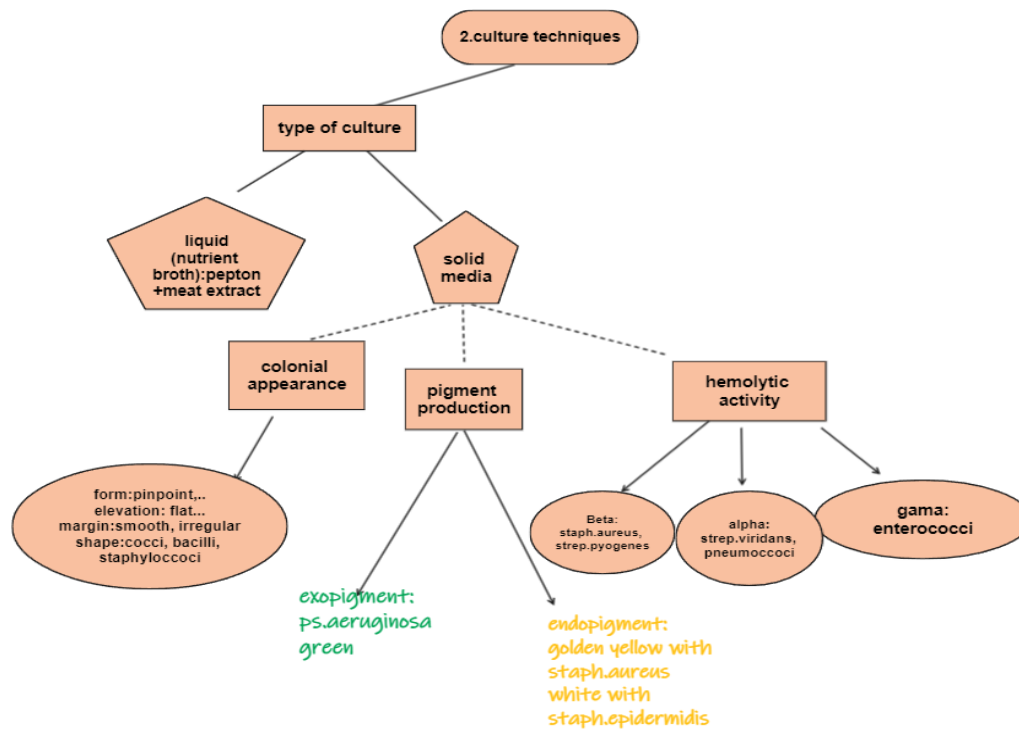 2.culture techniques
type of culture
liquid
(nutrient
broth):pepton
+meat extract
solid
media
colonial
appearance
pigment
production
hemolytic
activity
form:pinpoint,..
elevation: flat...
margin:smooth, irregular
shape:cocci, bacilli,
staphyloccoci
Beta:
staph.aureus,
strep.pyogenes
alpha:
strep.viridans,
pneumoccoci
gama:
enterococci
exopigment:
ps.aeruginosa
green
endopigment:
golden yellow with
staph.aureus
white with
staph.epidermidis